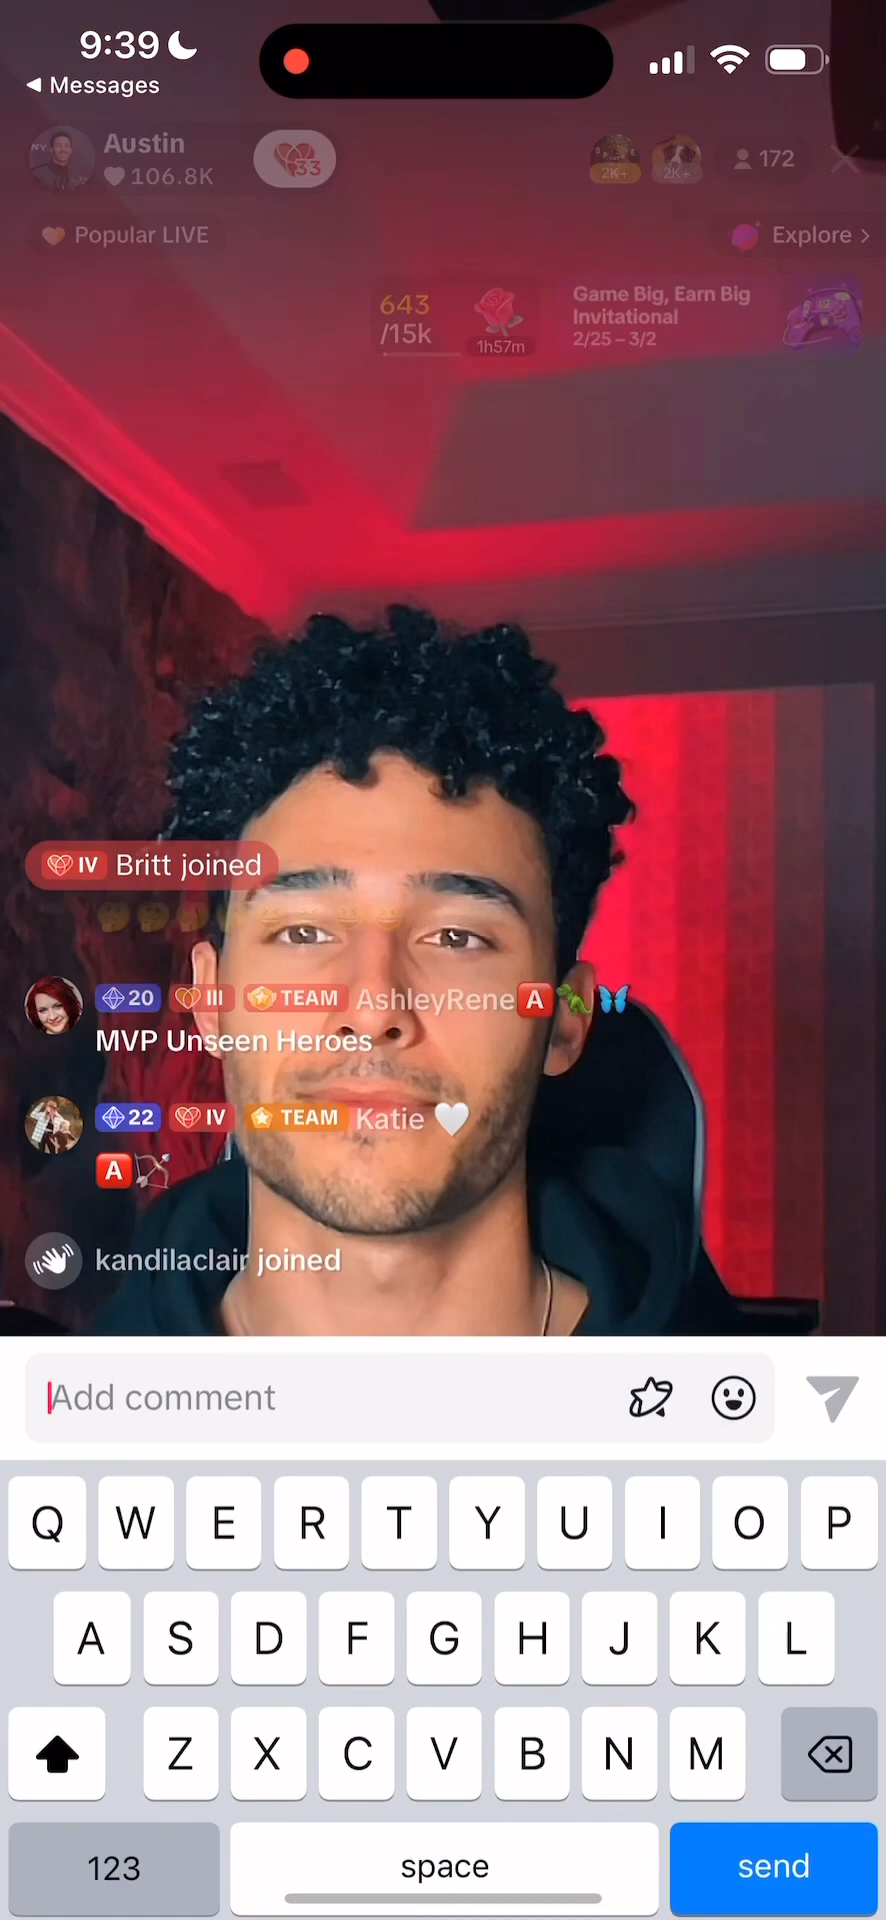 9:39
Messages
Austin
106.8K
33
2K+
2K+
172
Popular LIVE
Explore >
643
/15k
1h57m
Game Big, Earn Big
Invitational
2/25 – 3/2
IV Britt joined
20 III TEAM AshleyRene🅰️🦖🦋
MVP Unseen Heroes
22 IV TEAM Katie 🤍
🅰️🏹
kandilaclair joined
Add comment
Q W E R T Y U I O P
A S D F G H J K L
Z X C V B N M
123 space send